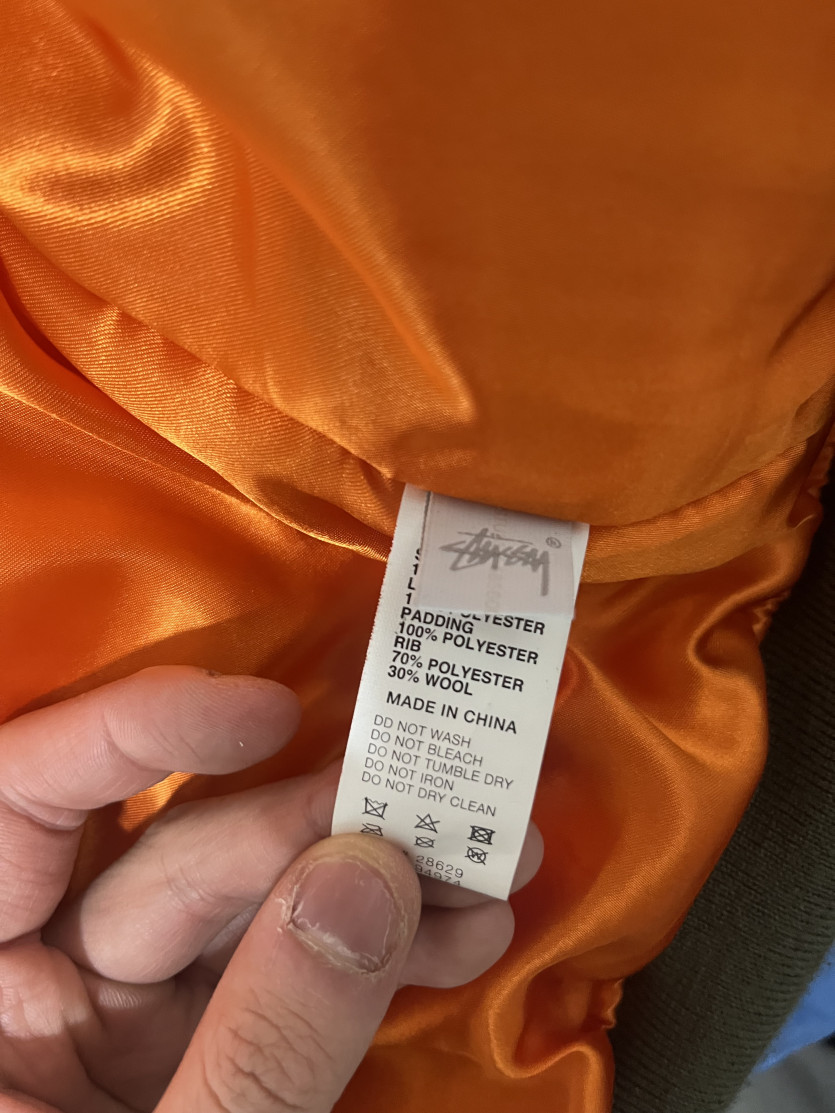 STÜSSY ®
PADDING
100% POLYESTER
RIB
70% POLYESTER
30% WOOL
MADE IN CHINA
DO NOT WASH
DO NOT BLEACH
DO NOT TUMBLE DRY
DO NOT IRON
DO NOT DRY CLEAN
W
28629
94974